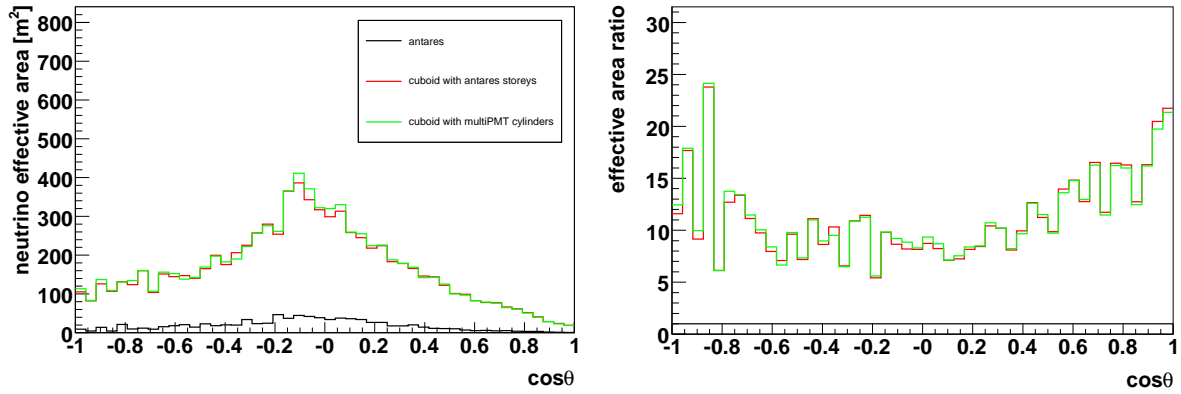 neutrino effective area [m²]
800
700
600
500
400
300
200
100
0
antares
cuboid with antares storeys
cuboid with multiPMT cylinders
-1 -0.8 -0.6 -0.4 -0.2 -0 0.2 0.4 0.6 0.8 1
cosθ
effective area ratio
30
25
20
15
10
5
0
-1 -0.8 -0.6 -0.4 -0.2 -0 0.2 0.4 0.6 0.8 1
cosθ